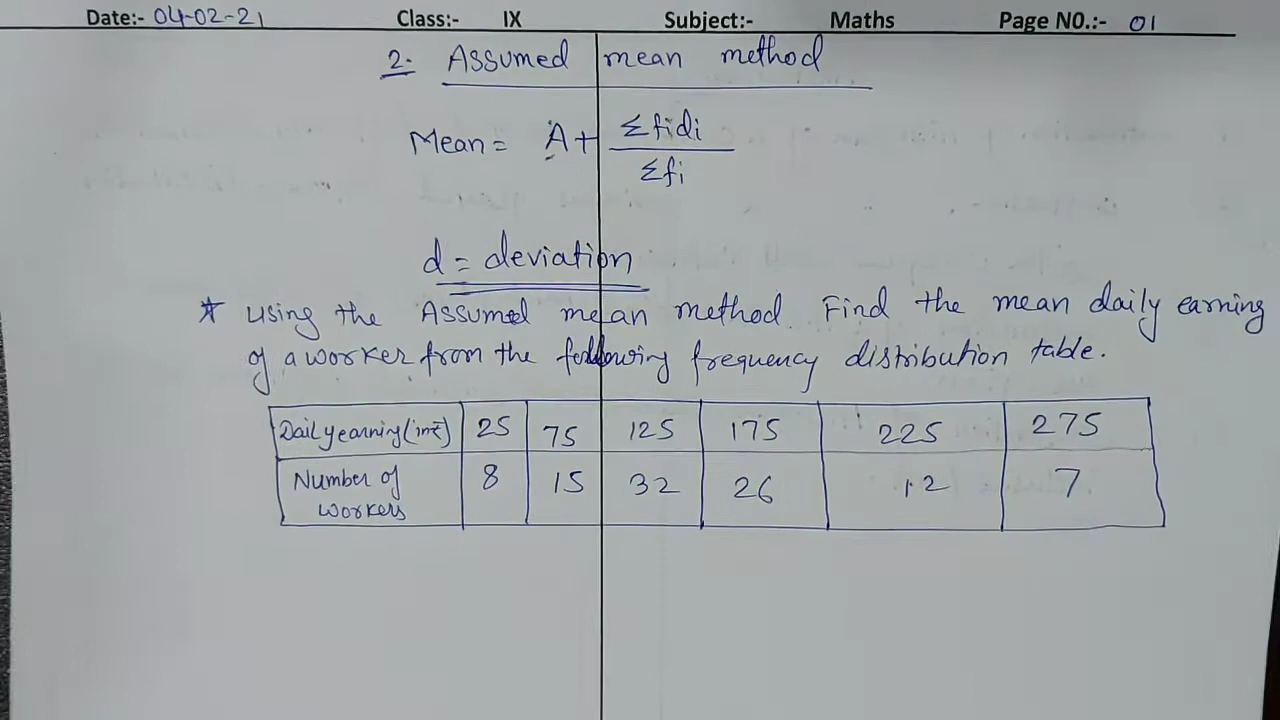 Date:- 04-02-21 Class:- IX Subject:- Maths Page NO.:- 01
2. Assumed mean method
Mean = A + Σfidi / Σfi
d = deviation
* Using the Assumed mean method. Find the mean daily earning
of a worker from the following frequency distribution table.
Daily earning (in ₹) 25 75 125 175 225 275
Number of workers 8 15 32 26 12 7